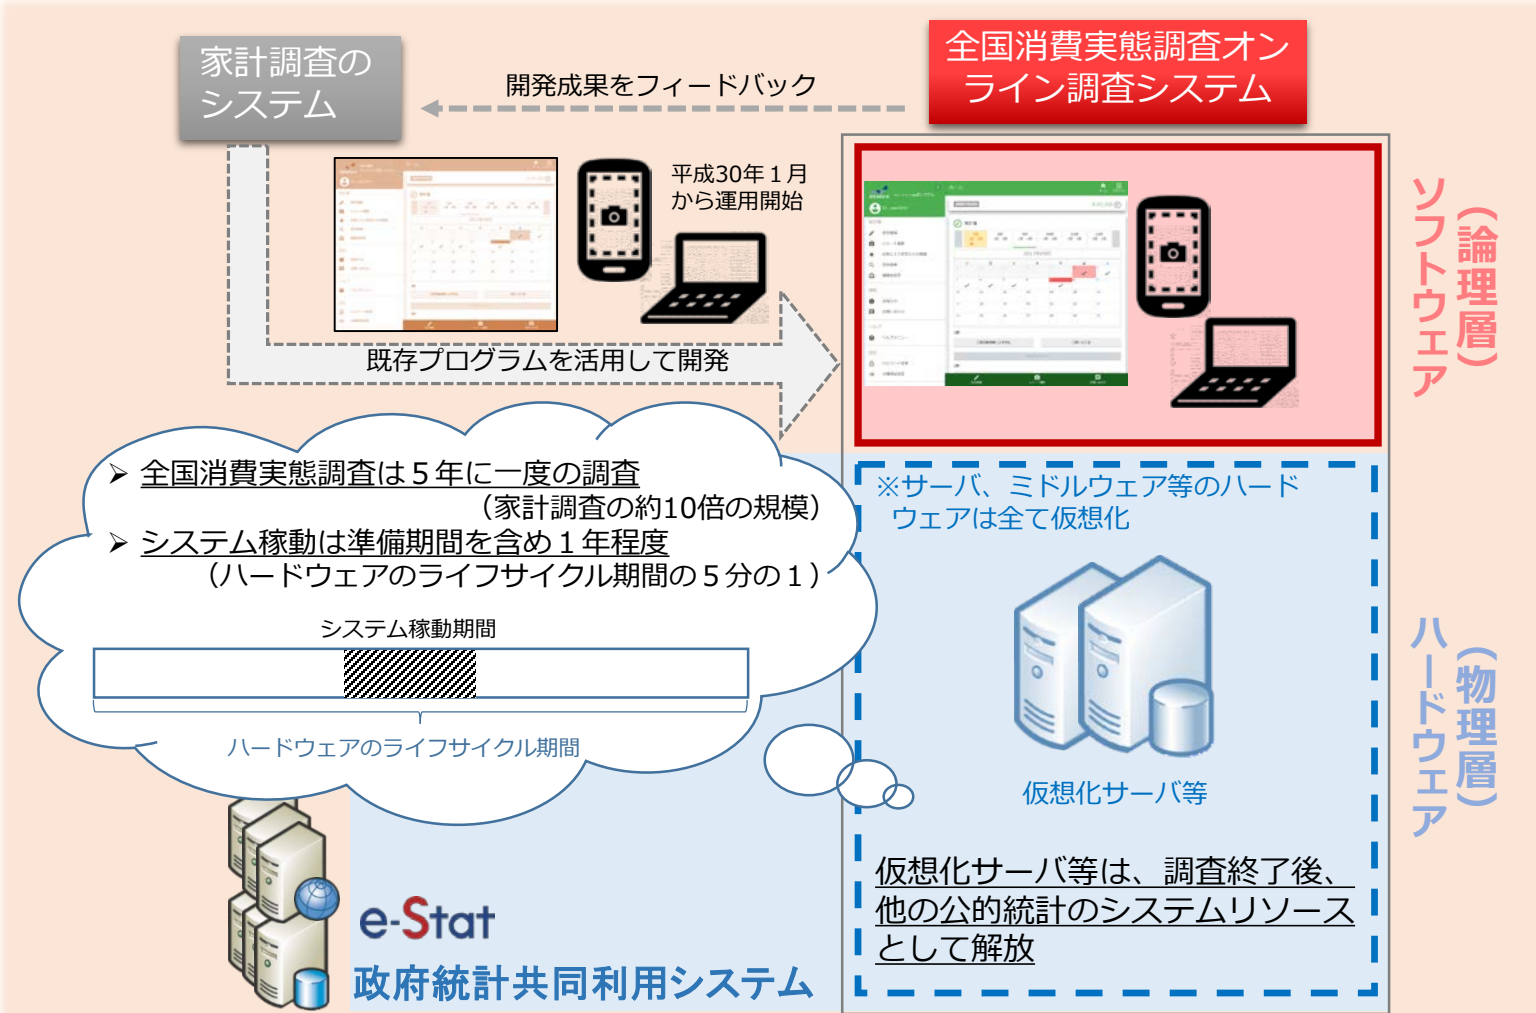 家計調査の
システム
開発成果をフィードバック
全国消費実態調査オン
ライン調査システム
平成30年１月
から運用開始
既存プログラムを活用して開発
ソフトウェア
（論理層）
➢ 全国消費実態調査は５年に一度の調査
（家計調査の約10倍の規模）
➢ システム稼動は準備期間を含め１年程度
（ハードウェアのライフサイクル期間の５分の１）
システム稼動期間
ハードウェアのライフサイクル期間
※サーバ、ミドルウェア等のハード
ウェアは全て仮想化
仮想化サーバ等
仮想化サーバ等は、調査終了後、
他の公的統計のシステムリソース
として解放
ハードウェア
（物理層）
e-Stat
政府統計共同利用システム